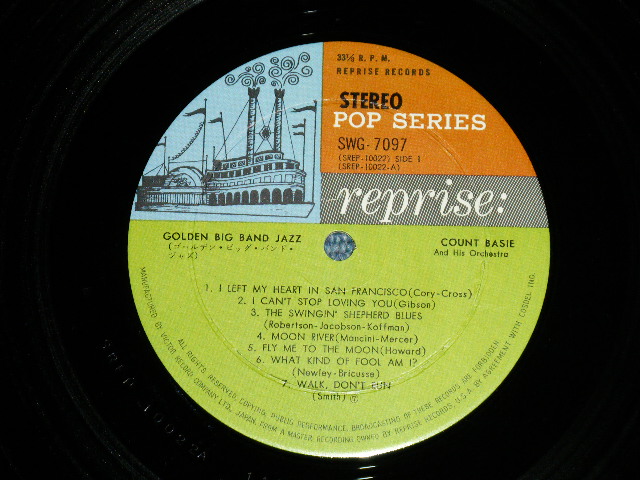 33⅓ R. P. M.
REPRISE RECORDS
STEREO
POP SERIES
SWG-7097
(SREP-10022) SIDE 1
(SREP-10022-A)
reprise:
GOLDEN BIG BAND JAZZ
(ゴールデン・ビッグ・バンド・
ジャズ)
COUNT BASIE
And His Orchestra
1. I LEFT MY HEART IN SAN FRANCISCO(Cory-Cross)
2. I CAN'T STOP LOVING YOU(Gibson)
3. THE SWINGIN' SHEPHERD BLUES
(Robertson-Jacobson-Koffman)
4. MOON RIVER(Mancini-Mercer)
5. FLY ME TO THE MOON(Howard)
6. WHAT KIND OF FOOL AM I?
(Newley-Bricusse)
7. WALK, DON'T RUN
(Smith)
ALL RIGHTS RESERVED, COPYING, PUBLIC PERFORMANCE, BROADCASTING OF THESE RECORDS ARE FORBIDDEN.
MANUFACTURED BY VICTOR RECORD COMPANY LTD., JAPAN, FROM A MASTER RECORDING OWNED BY REPRISE RECORDS, U.S.A. BY AGREEMENT WITH COSDEL INC.